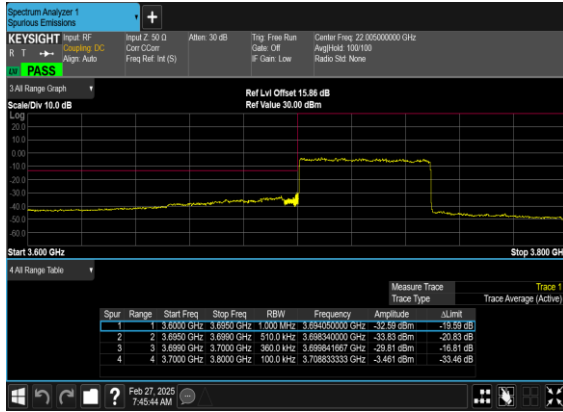 Spectrum Analyzer 1
Spurious Emissions
+
KEYSIGHT Input: RF Input Z: 50 Ω Atten: 30 dB Trig: Free Run Center Freq: 22.005000000 GHz
R T Coupling: DC Corr CCorr Gate: Off Avg|Hold: 100/100
Align: Auto Freq Ref: Int (S) IF Gain: Low Radio Std: None
PASS
3 All Range Graph
Ref Lvl Offset 15.86 dB
Scale/Div 10.0 dB Ref Value 30.00 dBm
Log
20.0
10.0
0.00
-10.0
-20.0
-30.0
-40.0
-50.0
-60.0
Start 3.600 GHz Stop 3.800 GH
4 All Range Table
Measure Trace Trace 1
Trace Type Trace Average (Active)
Spur Range Start Freq Stop Freq RBW Frequency Amplitude ΔLimit
1 1 3.6000 GHz 3.6950 GHz 1.000 MHz 3.694050000 GHz -32.59 dBm -19.59 dB
2 2 3.6950 GHz 3.6990 GHz 510.0 kHz 3.698340000 GHz -33.83 dBm -20.83 dB
3 3 3.6990 GHz 3.7000 GHz 360.0 kHz 3.699841667 GHz -29.81 dBm -16.81 dB
4 4 3.7000 GHz 3.8000 GHz 100.0 kHz 3.708833333 GHz -3.461 dBm -33.46 dB
?
Feb 27, 2025
7:45:44 AM